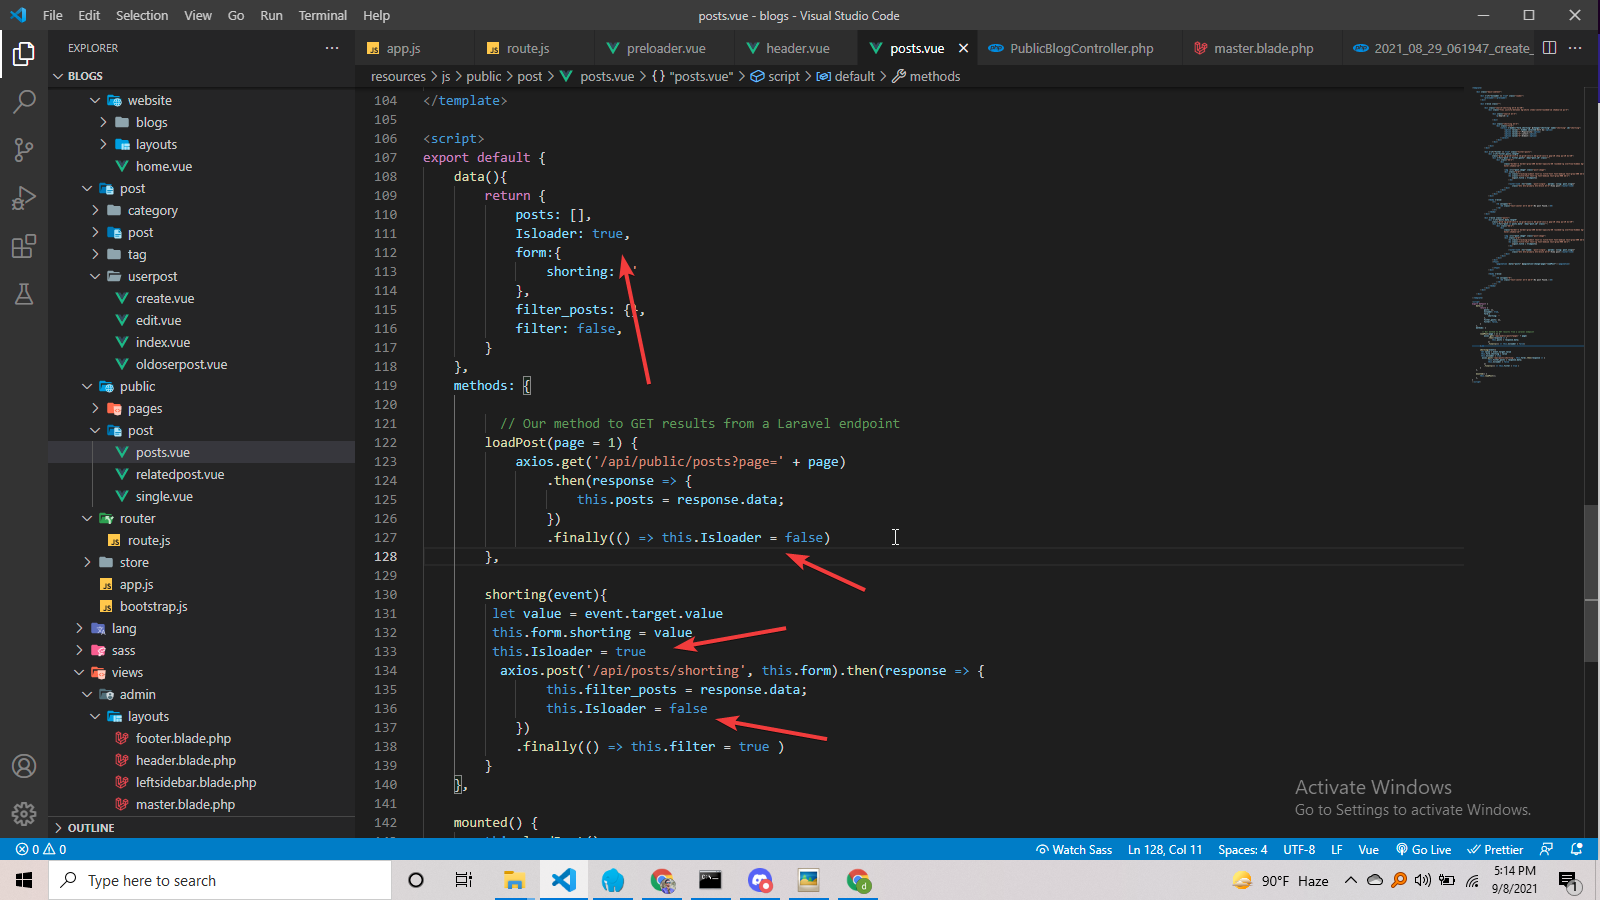 File Edit Selection View Go Run Terminal Help
posts.vue - blogs - Visual Studio Code
EXPLORER
app.js route.js preloader.vue header.vue posts.vue PublicBlogController.php master.blade.php 2021_08_29_061947_create_
BLOGS
resources > js > public > post > posts.vue > {} "posts.vue" > script > default > methods
website
blogs
layouts
home.vue
post
category
post
tag
userpost
create.vue
edit.vue
index.vue
oldoserpost.vue
public
pages
post
posts.vue
relatedpost.vue
single.vue
router
route.js
store
app.js
bootstrap.js
lang
sass
views
admin
layouts
footer.blade.php
header.blade.php
leftsidebar.blade.php
master.blade.php
OUTLINE
104 </template>
105
106 <script>
107 export default {
108 data(){
109 return {
110 posts: [],
111 Isloader: true,
112 form:{
113 shorting: '
114 },
115 filter_posts: {},
116 filter: false,
117 }
118 },
119 methods: {
120
121 // Our method to GET results from a Laravel endpoint
122 loadPost(page = 1) {
123 axios.get('/api/public/posts?page=' + page)
124 .then(response => {
125 this.posts = response.data;
126 })
127 .finally(() => this.Isloader = false)
128 },
129
130 shorting(event){
131 let value = event.target.value
132 this.form.shorting = value
133 this.Isloader = true
134 axios.post('/api/posts/shorting', this.form).then(response => {
135 this.filter_posts = response.data;
136 this.Isloader = false
137 })
138 .finally(() => this.filter = true )
139 }
140 },
141
142 mounted() {
Activate Windows
Go to Settings to activate Windows.
0 0
Watch Sass Ln 128, Col 11 Spaces: 4 UTF-8 LF Vue Go Live Prettier
Type here to search
90°F Haze
5:14 PM
9/8/2021
1